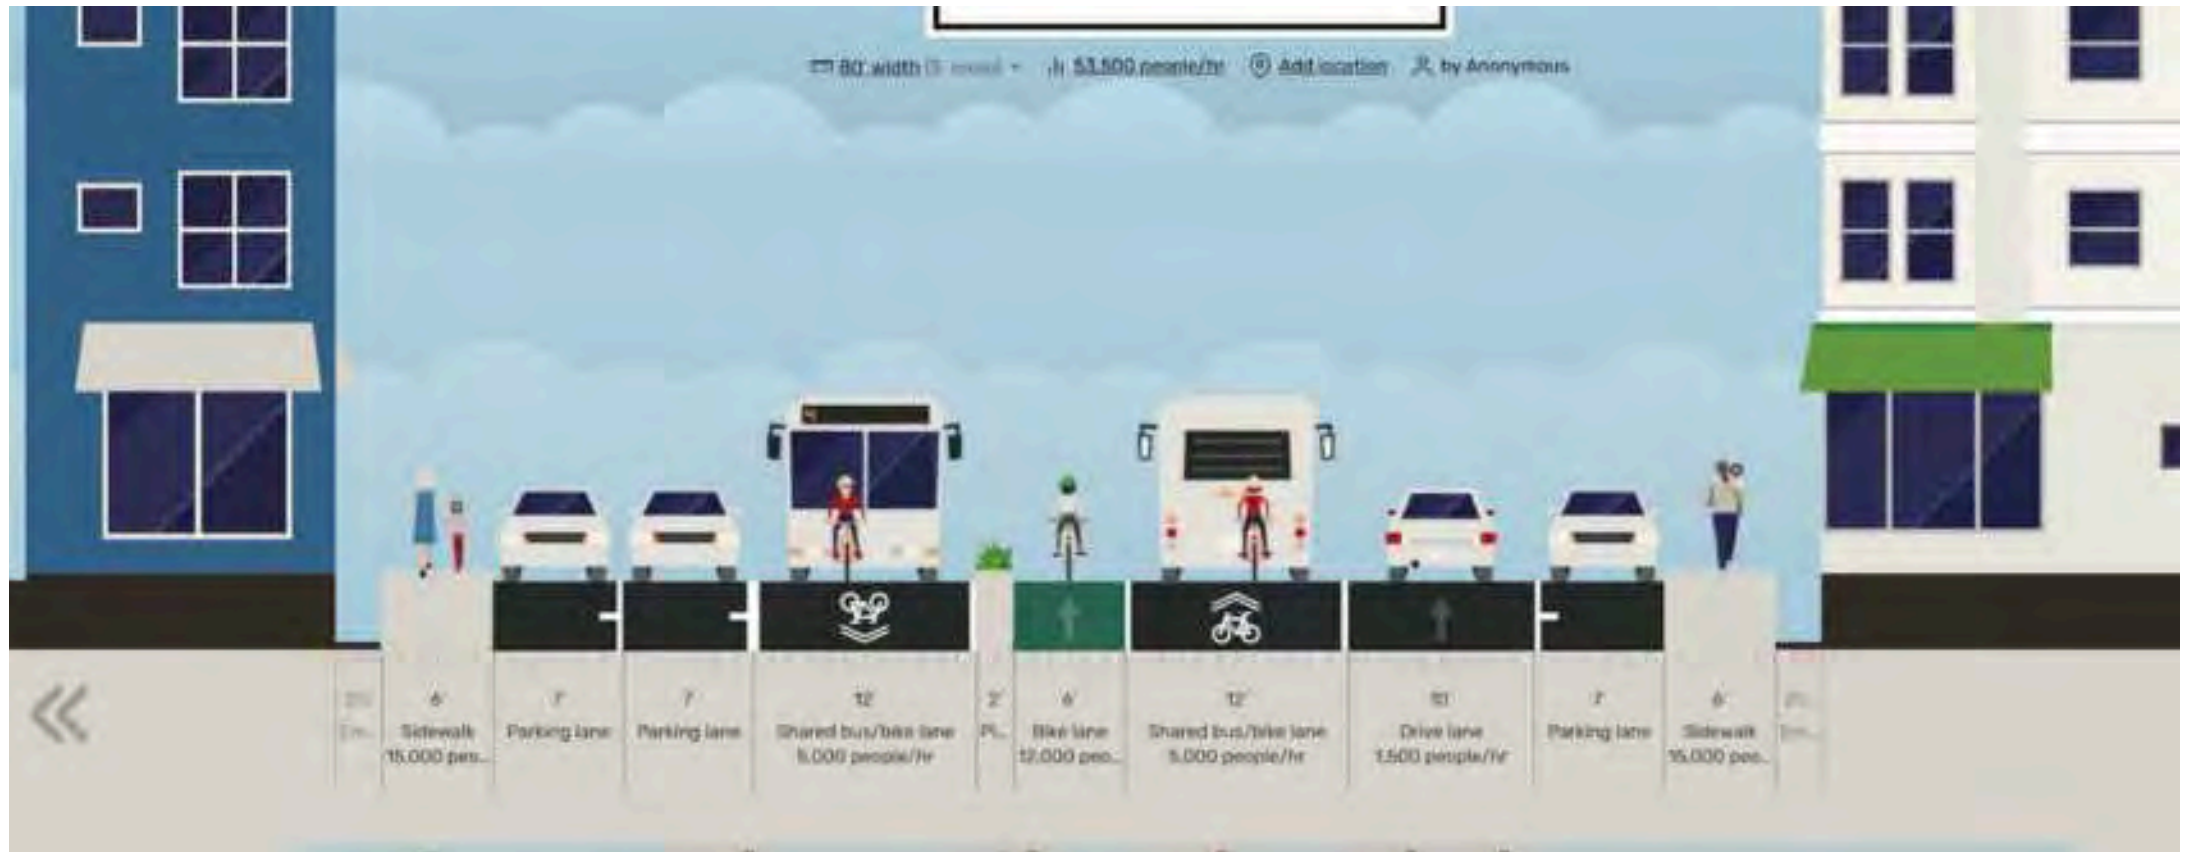 80' width
53,500 people/hr
Add location
by Anonymous
6'
Sidewalk
15,000 peo...
7'
Parking lane
7'
Parking lane
12'
Shared bus/bike lane
5,000 people/hr
2'
Pl...
6'
Bike lane
12,000 peo...
12'
Shared bus/bike lane
5,000 people/hr
10'
Drive lane
1,500 people/hr
7'
Parking lane
6'
Sidewalk
15,000 peo...